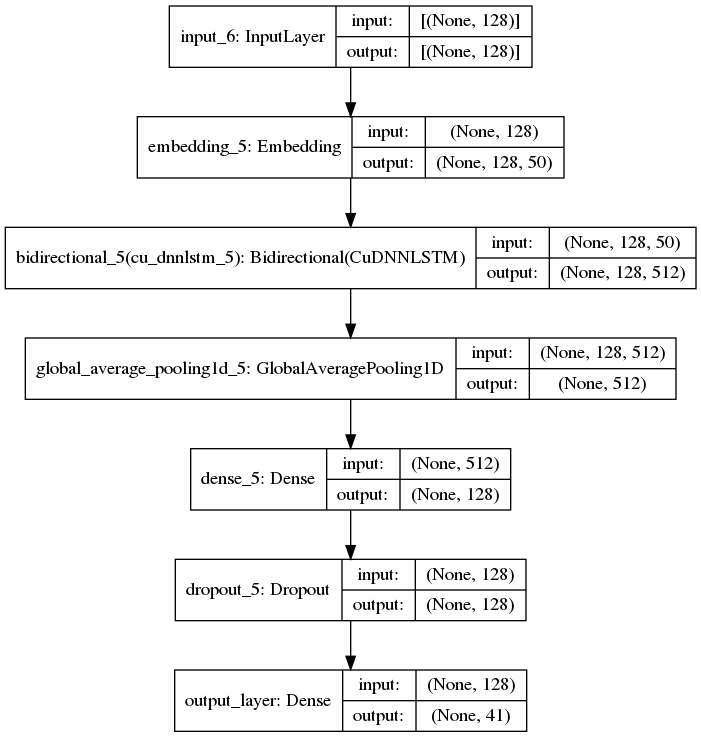 input_6: InputLayer
input: [(None, 128)]
output: [(None, 128)]
embedding_5: Embedding
input: (None, 128)
output: (None, 128, 50)
bidirectional_5(cu_dnnlstm_5): Bidirectional(CuDNNLSTM)
input: (None, 128, 50)
output: (None, 128, 512)
global_average_pooling1d_5: GlobalAveragePooling1D
input: (None, 128, 512)
output: (None, 512)
dense_5: Dense
input: (None, 512)
output: (None, 128)
dropout_5: Dropout
input: (None, 128)
output: (None, 128)
output_layer: Dense
input: (None, 128)
output: (None, 41)